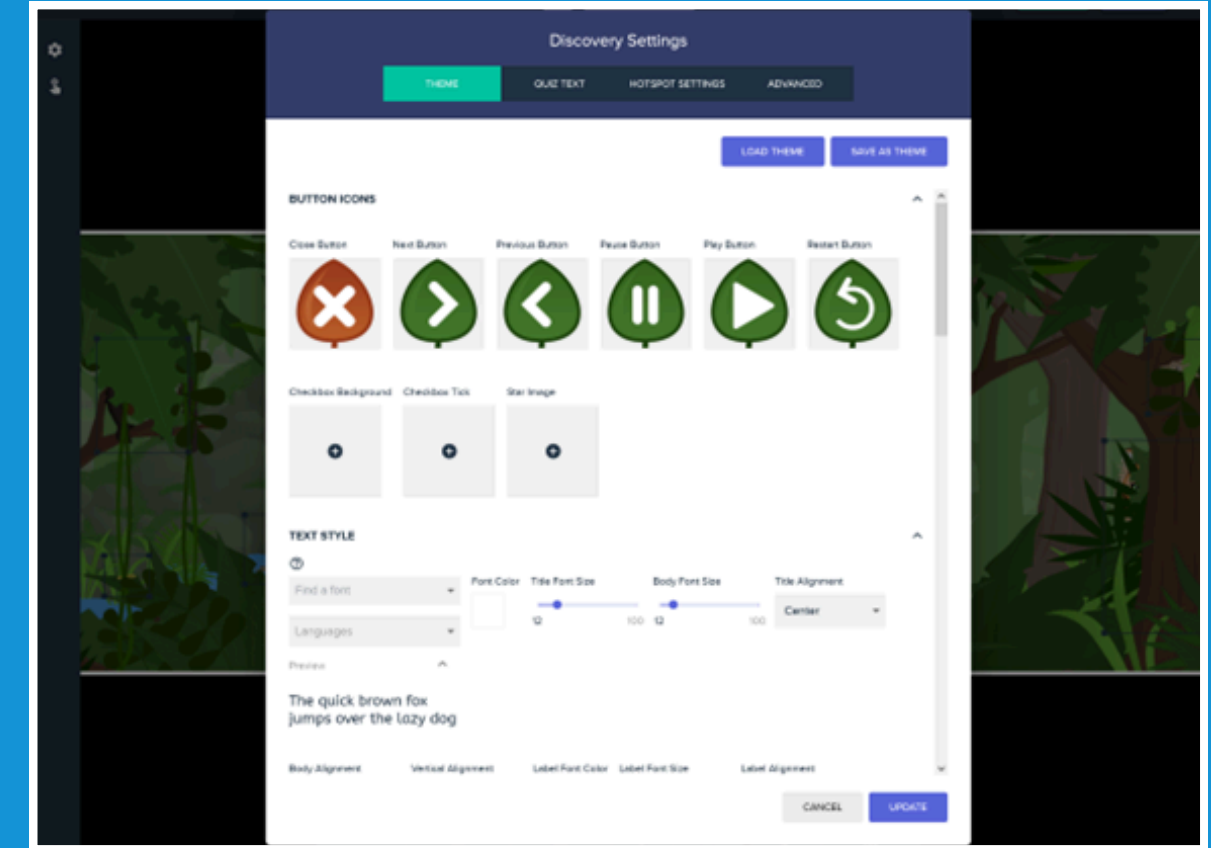 Discovery Settings
THEME QUIZ TEXT HOTSPOT SETTINGS ADVANCED
LOAD THEME SAVE AS THEME
BUTTON ICONS
Close Button Next Button Previous Button Pause Button Play Button Restart Button
Checkbox Background Checkbox Tick Star Image
TEXT STYLE
Find a font Font Color Title Font Size Body Font Size Title Alignment
12 100 12 100 Center
Languages
Preview
The quick brown fox
jumps over the lazy dog
Body Alignment Vertical Alignment Label Font Color Label Font Size Label Alignment
CANCEL UPDATE